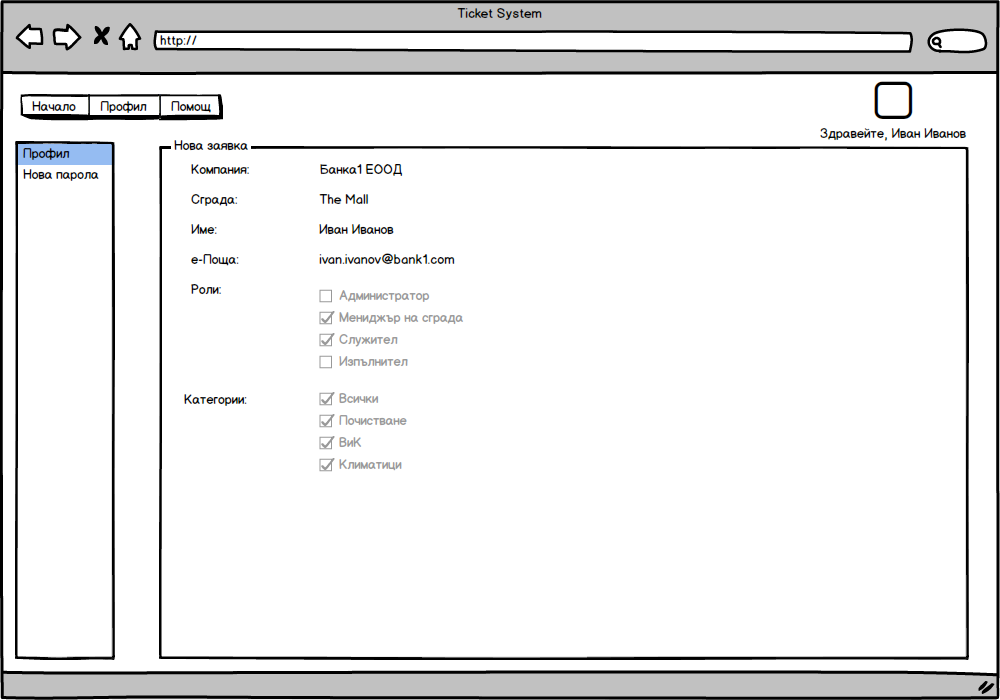 Ticket System
http://
Начало Профил Помощ
Здравейте, Иван Иванов
Профил
Нова парола
Нова заявка
Компания: Банка1 ЕООД
Сграда: The Mall
Име: Иван Иванов
е-Поща: ivan.ivanov@bank1.com
Роли:
Администратор
Мениджър на сграда
Служител
Изпълнител
Категории:
Всички
Почистване
ВиК
Климатици